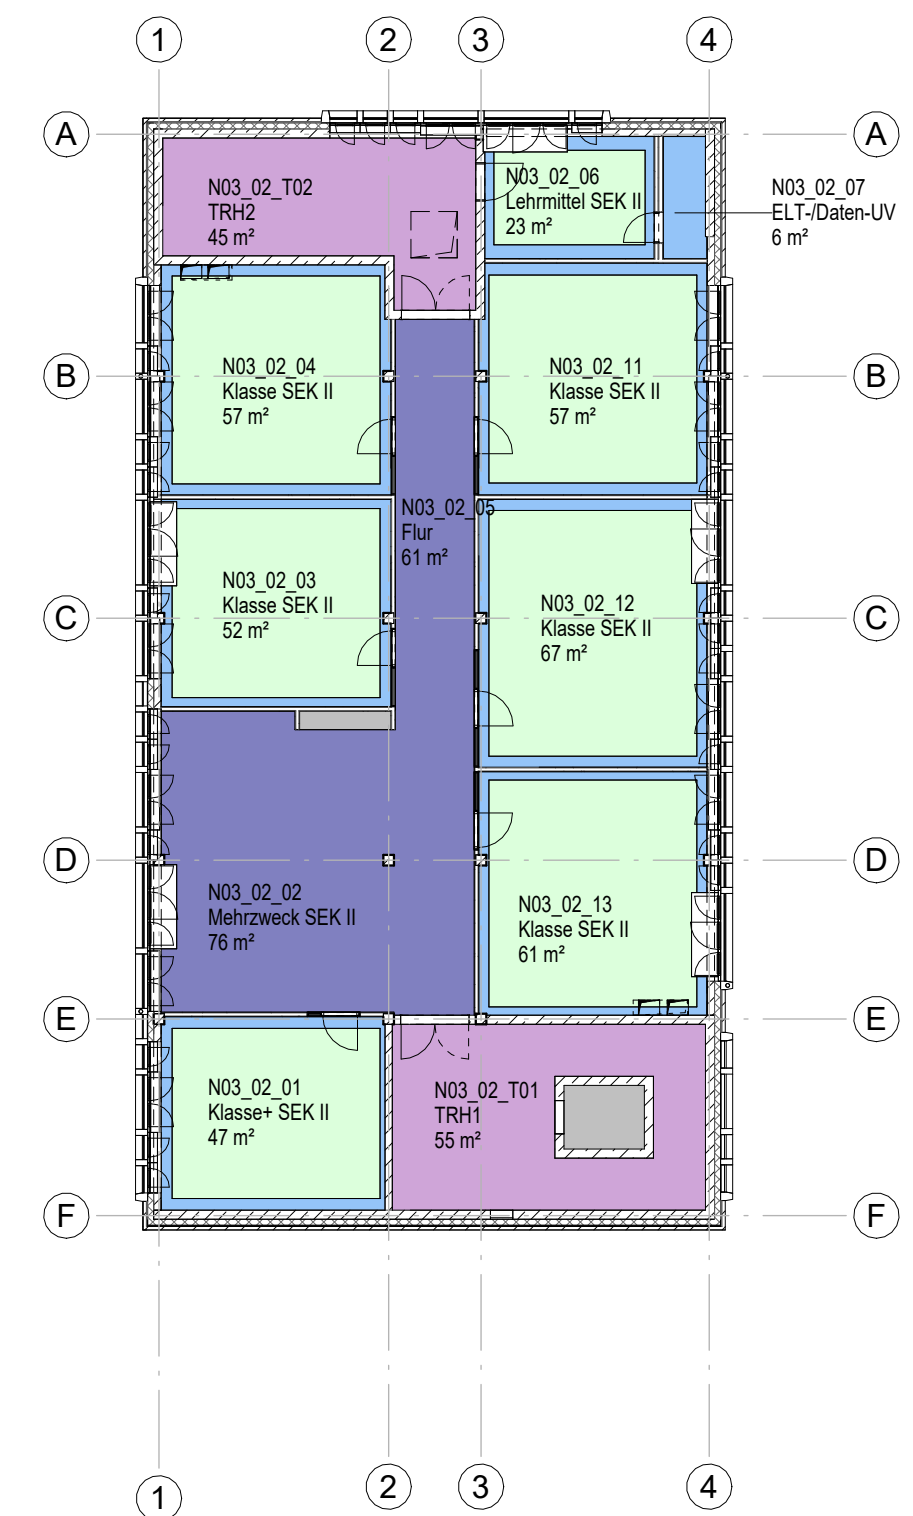 1 2 3 4
A A
N03_02_T02
TRH2
45 m²
N03_02_06
Lehrmittel SEK II
23 m²
N03_02_07
ELT-/Daten-UV
6 m²
B B
N03_02_04
Klasse SEK II
57 m²
N03_02_11
Klasse SEK II
57 m²
N03_02_05
Flur
61 m²
N03_02_03
Klasse SEK II
52 m²
C C
N03_02_12
Klasse SEK II
67 m²
D D
N03_02_02
Mehrzweck SEK II
76 m²
N03_02_13
Klasse SEK II
61 m²
E E
N03_02_01
Klasse+ SEK II
47 m²
N03_02_T01
TRH1
55 m²
F F
1 2 3 4